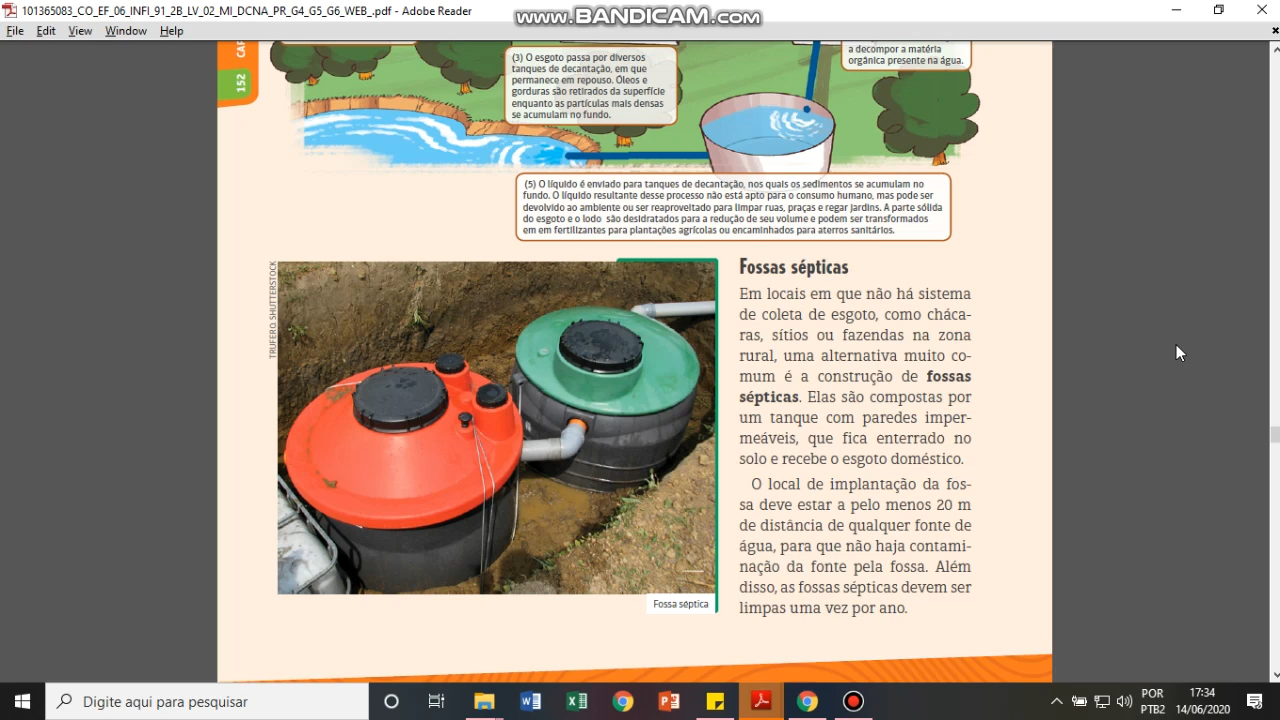 101365083_CO_EF_06_INFI_91_2B_LV_02_MI_DCNA_PR_G4_G5_G6_WEB_.pdf - Adobe Reader
www.BANDICAM.com
File Edit View Window Help
152 CAP
(3) O esgoto passa por diversos
tanques de decantação, em que
permanece em repouso. Óleos e
gorduras são retirados da superfície
enquanto as partículas mais densas
se acumulam no fundo.
a decompor a matéria
orgânica presente na água.
(5) O líquido é enviado para tanques de decantação, nos quais os sedimentos se acumulam no
fundo. O líquido resultante desse processo não está apto para o consumo humano, mas pode ser
devolvido ao ambiente ou ser reaproveitado para limpar ruas, praças e regar jardins. A parte sólida
do esgoto e o lodo são desidratados para a redução de seu volume e podem ser transformados
em em fertilizantes para plantações agrícolas ou encaminhados para aterros sanitários.
TRUFERO/SHUTTERSTOCK
Fossa séptica
Fossas sépticas
Em locais em que não há sistema
de coleta de esgoto, como cháca-
ras, sítios ou fazendas na zona
rural, uma alternativa muito co-
mum é a construção de fossas
sépticas. Elas são compostas por
um tanque com paredes imper-
meáveis, que fica enterrado no
solo e recebe o esgoto doméstico.
O local de implantação da fos-
sa deve estar a pelo menos 20 m
de distância de qualquer fonte de
água, para que não haja contami-
nação da fonte pela fossa. Além
disso, as fossas sépticas devem ser
limpas uma vez por ano.
Digite aqui para pesquisar
POR
PTB2
17:34
14/06/2020